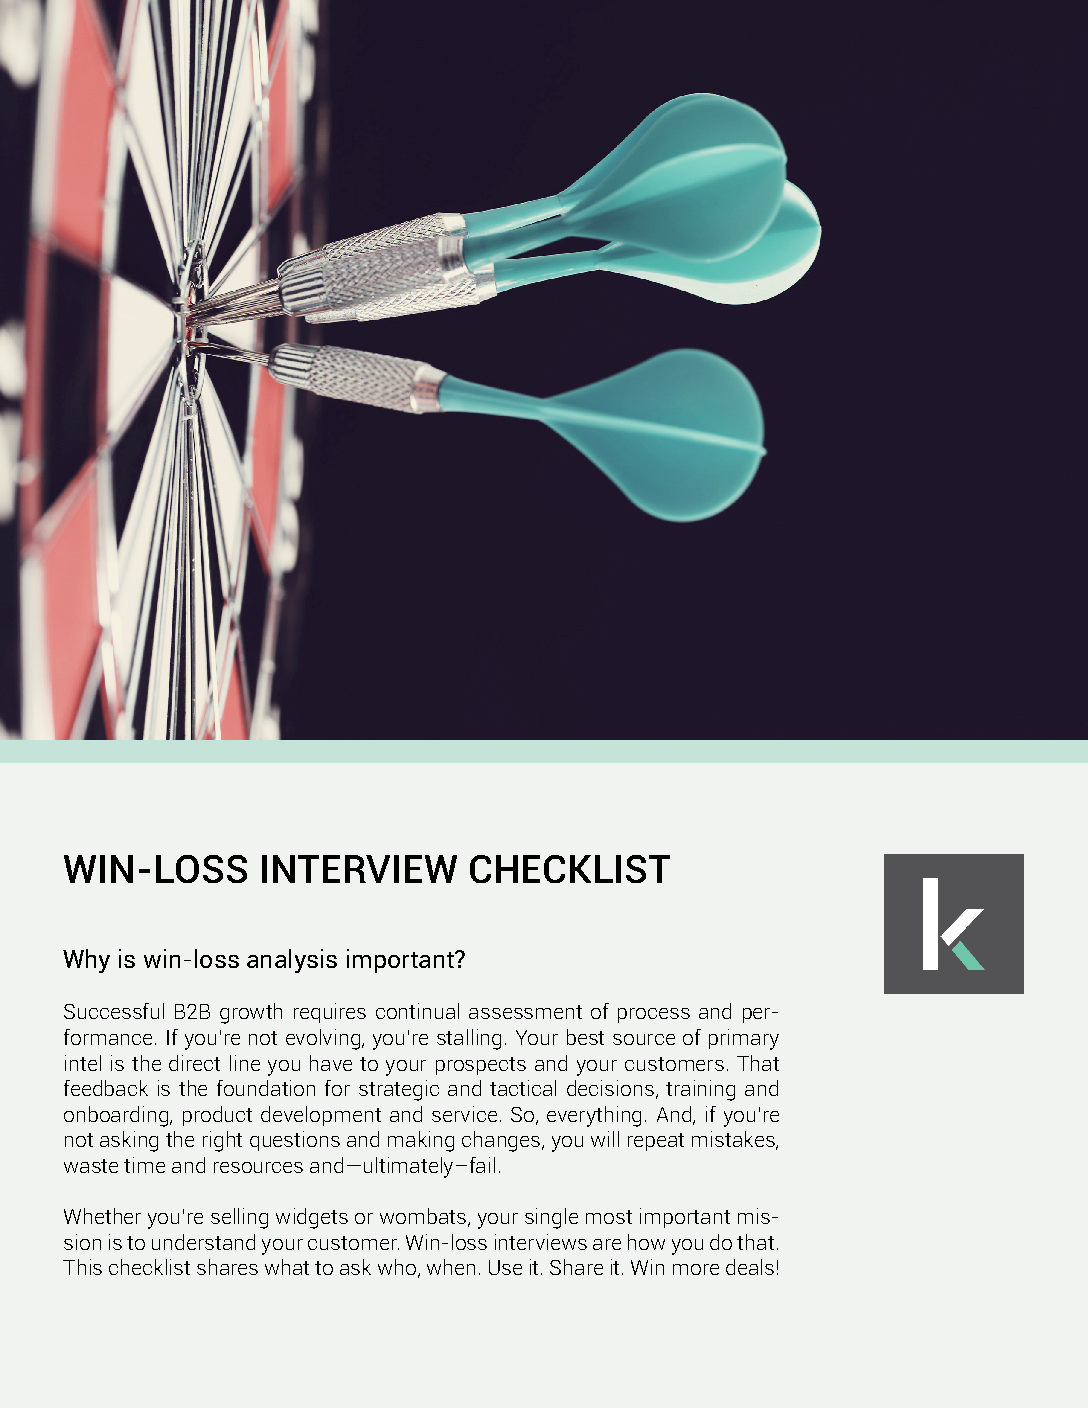 WIN-LOSS INTERVIEW CHECKLIST
k
Why is win-loss analysis important?
Successful B2B growth requires continual assessment of process and per-
formance. If you're not evolving, you're stalling. Your best source of primary
intel is the direct line you have to your prospects and your customers. That
feedback is the foundation for strategic and tactical decisions, training and
onboarding, product development and service. So, everything. And, if you're
not asking the right questions and making changes, you will repeat mistakes,
waste time and resources and—ultimately–fail.
Whether you're selling widgets or wombats, your single most important mis-
sion is to understand your customer. Win-loss interviews are how you do that.
This checklist shares what to ask who, when. Use it. Share it. Win more deals!